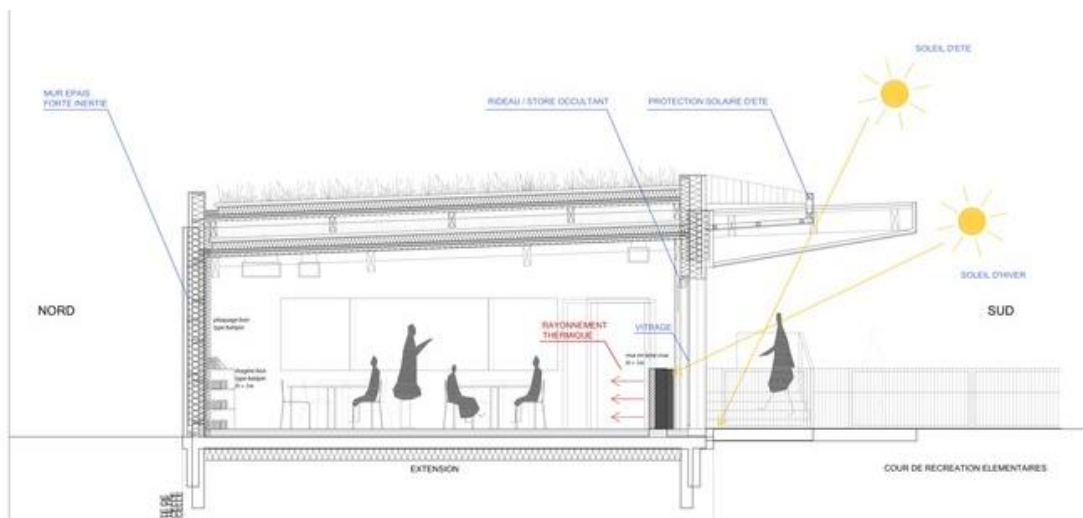 SOLEIL D'ETE
MUR EPAIS
FORTE INERTIE
RIDEAU / STORE OCCULTANT
PROTECTION SOLAIRE D'ETE
SOLEIL D'HIVER
NORD
SUD
RAYONNEMENT
THERMIQUE
VITRAGE
EXTENSION
COUR DE RECREATION ELEMENTAIRES